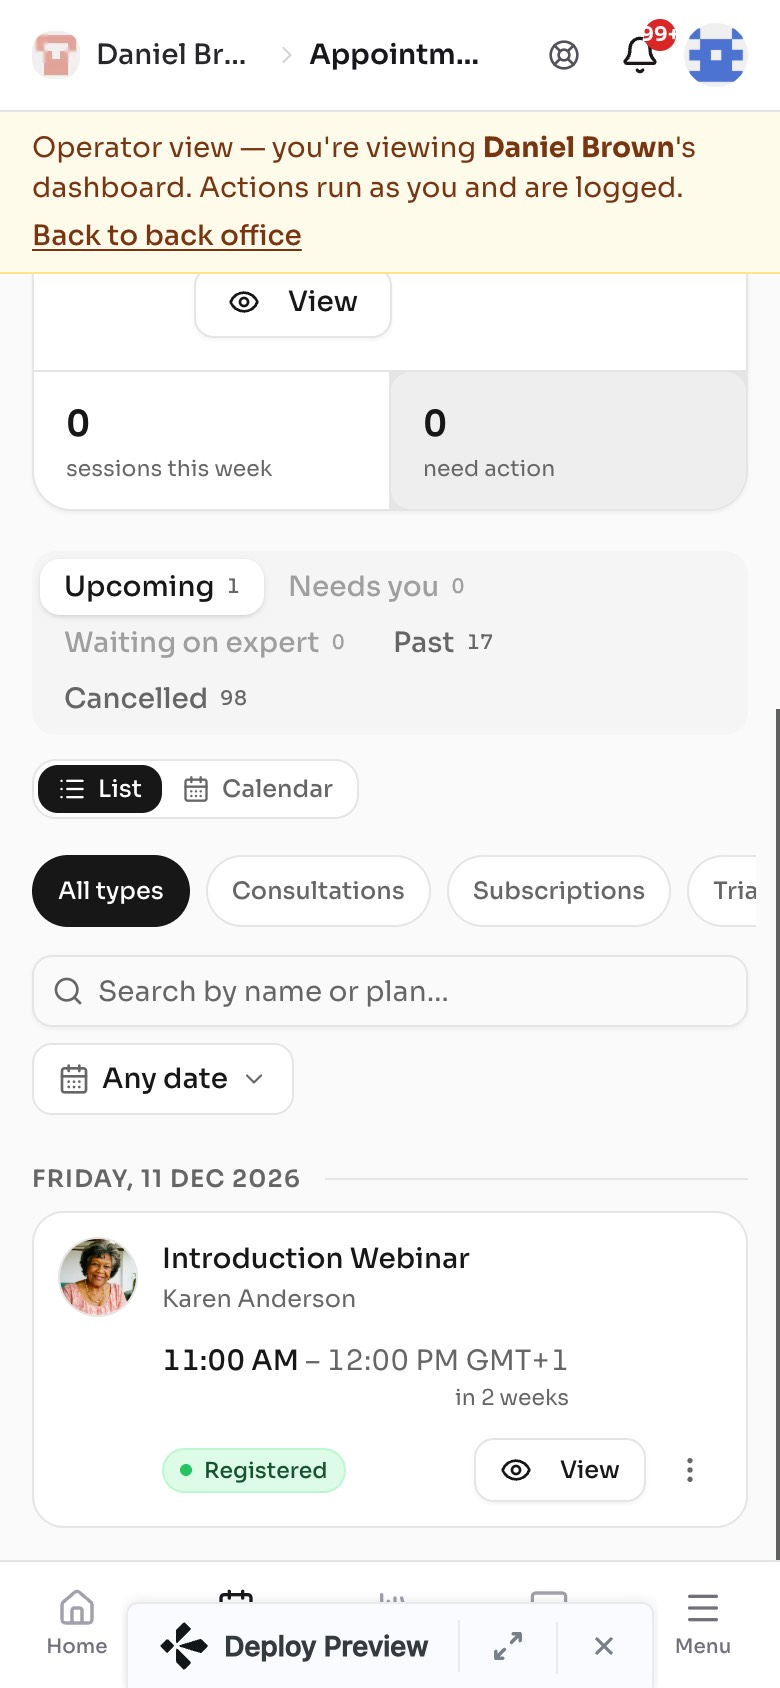 Daniel Br...
Appointm...
99+
Operator view — you're viewing Daniel Brown's
dashboard. Actions run as you and are logged.
Back to back office
View
0
sessions this week
0
need action
Upcoming 1
Needs you 0
Waiting on expert 0
Past 17
Cancelled 98
List
Calendar
All types
Consultations
Subscriptions
Tria
Search by name or plan...
Any date
FRIDAY, 11 DEC 2026
Introduction Webinar
Karen Anderson
11:00 AM – 12:00 PM GMT+1
in 2 weeks
Registered
View
Home
Deploy Preview
Menu